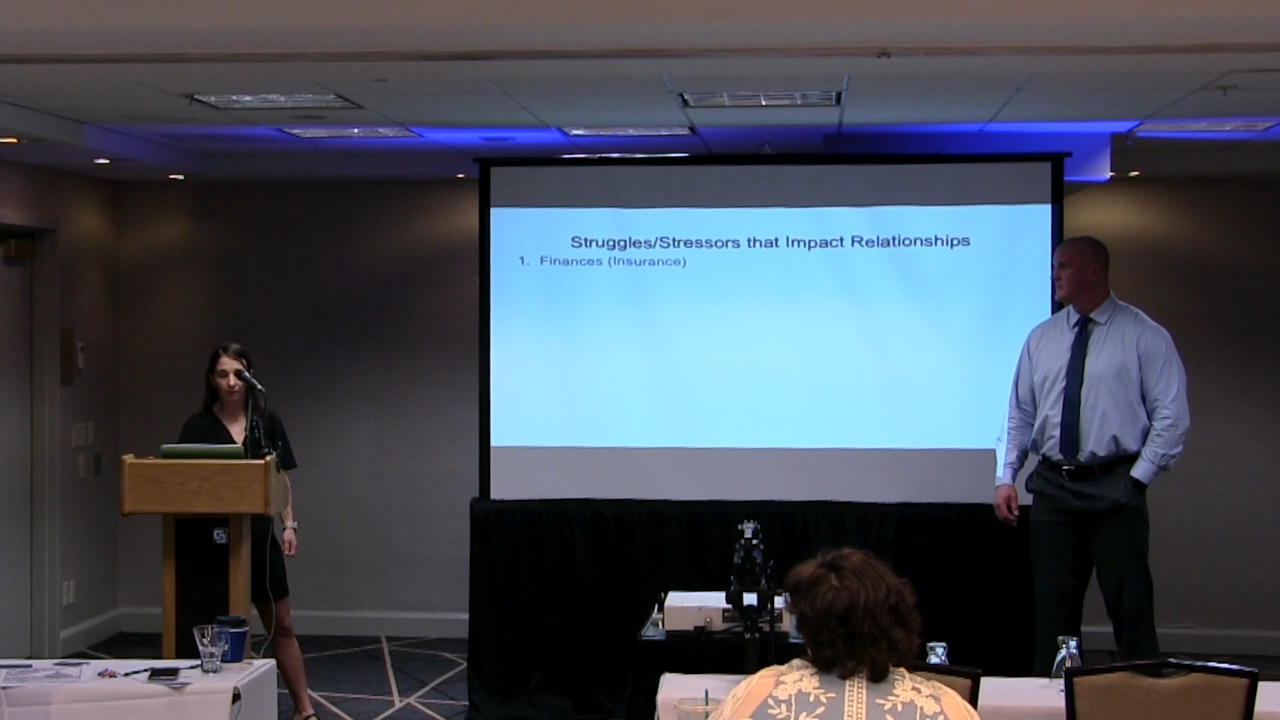 Struggles/Stressors that Impact Relationships
1. Finances (Insurance)